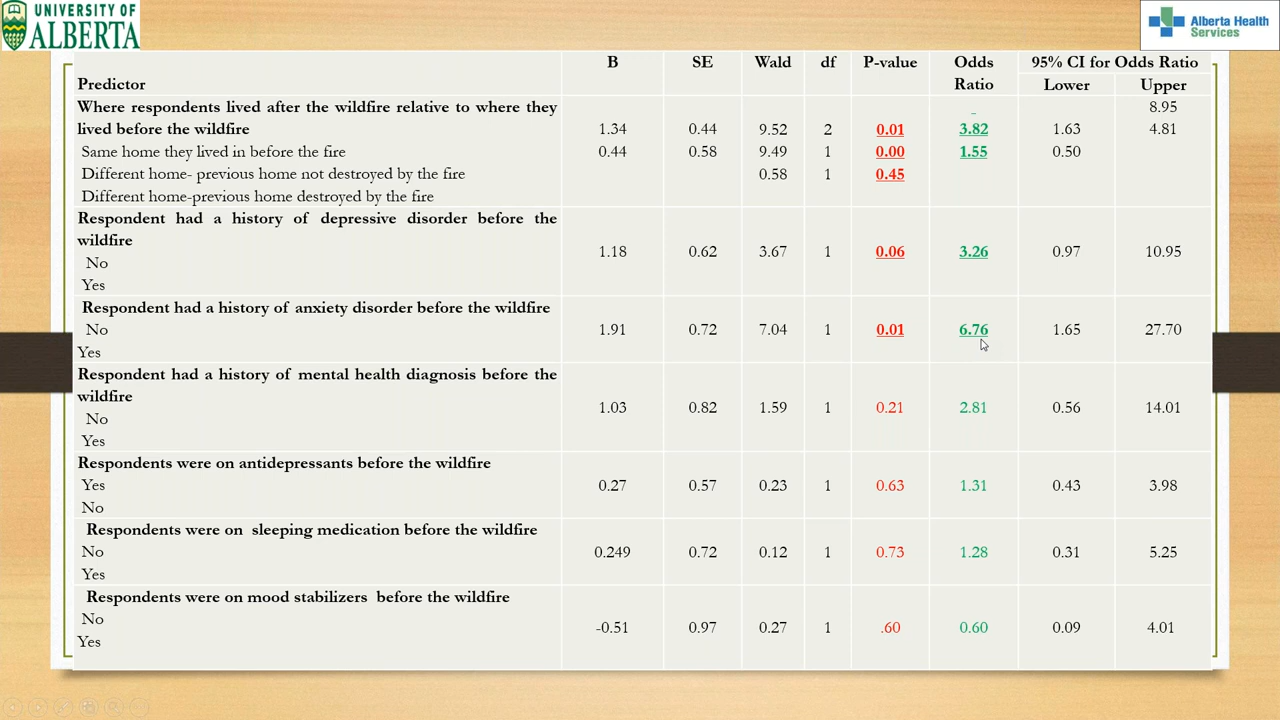 UNIVERSITY OF
ALBERTA
Alberta Health
Services
Predictor B SE Wald df P-value Odds Ratio 95% CI for Odds Ratio
Lower Upper
Where respondents lived after the wildfire relative to where they 8.95
lived before the wildfire 1.34 0.44 9.52 2 0.01 3.82 1.63 4.81
Same home they lived in before the fire 0.44 0.58 9.49 1 0.00 1.55 0.50
Different home- previous home not destroyed by the fire 0.58 1 0.45
Different home-previous home destroyed by the fire
Respondent had a history of depressive disorder before the
wildfire
1.18 0.62 3.67 1 0.06 3.26 0.97 10.95
No
Yes
Respondent had a history of anxiety disorder before the wildfire
No 1.91 0.72 7.04 1 0.01 6.76 1.65 27.70
Yes
Respondent had a history of mental health diagnosis before the
wildfire
1.03 0.82 1.59 1 0.21 2.81 0.56 14.01
No
Yes
Respondents were on antidepressants before the wildfire
Yes 0.27 0.57 0.23 1 0.63 1.31 0.43 3.98
No
Respondents were on sleeping medication before the wildfire
No 0.249 0.72 0.12 1 0.73 1.28 0.31 5.25
Yes
Respondents were on mood stabilizers before the wildfire
No
-0.51 0.97 0.27 1 .60 0.60 0.09 4.01
Yes